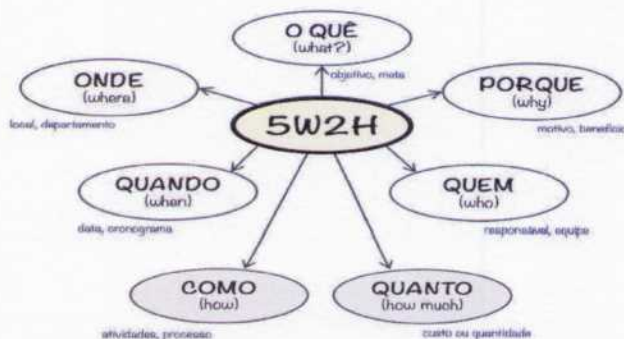 O QUÊ
(what?)
objetivo, meta
ONDE
(where)
local, departamento
PORQUE
(why)
motivo, benefício
5W2H
QUANDO
(when)
data, cronograma
QUEM
(who)
responsável, equipe
COMO
(how)
atividades, processo
QUANTO
(how much)
custo ou quantidade